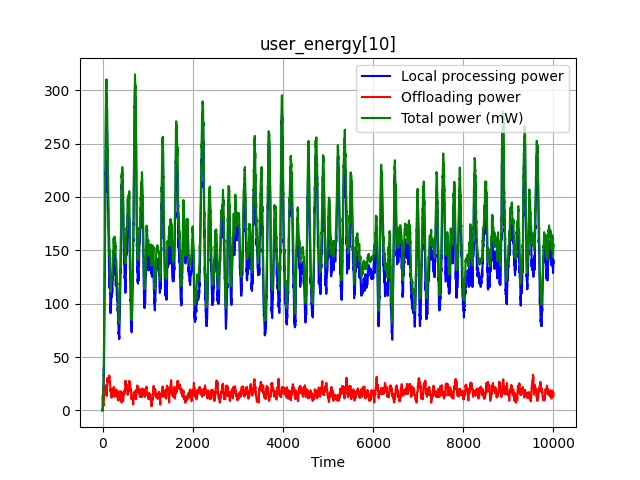 user_energy[10]
Local processing power
Offloading power
Total power (mW)
300
250
200
150
100
50
0
0 2000 4000 6000 8000 10000
Time